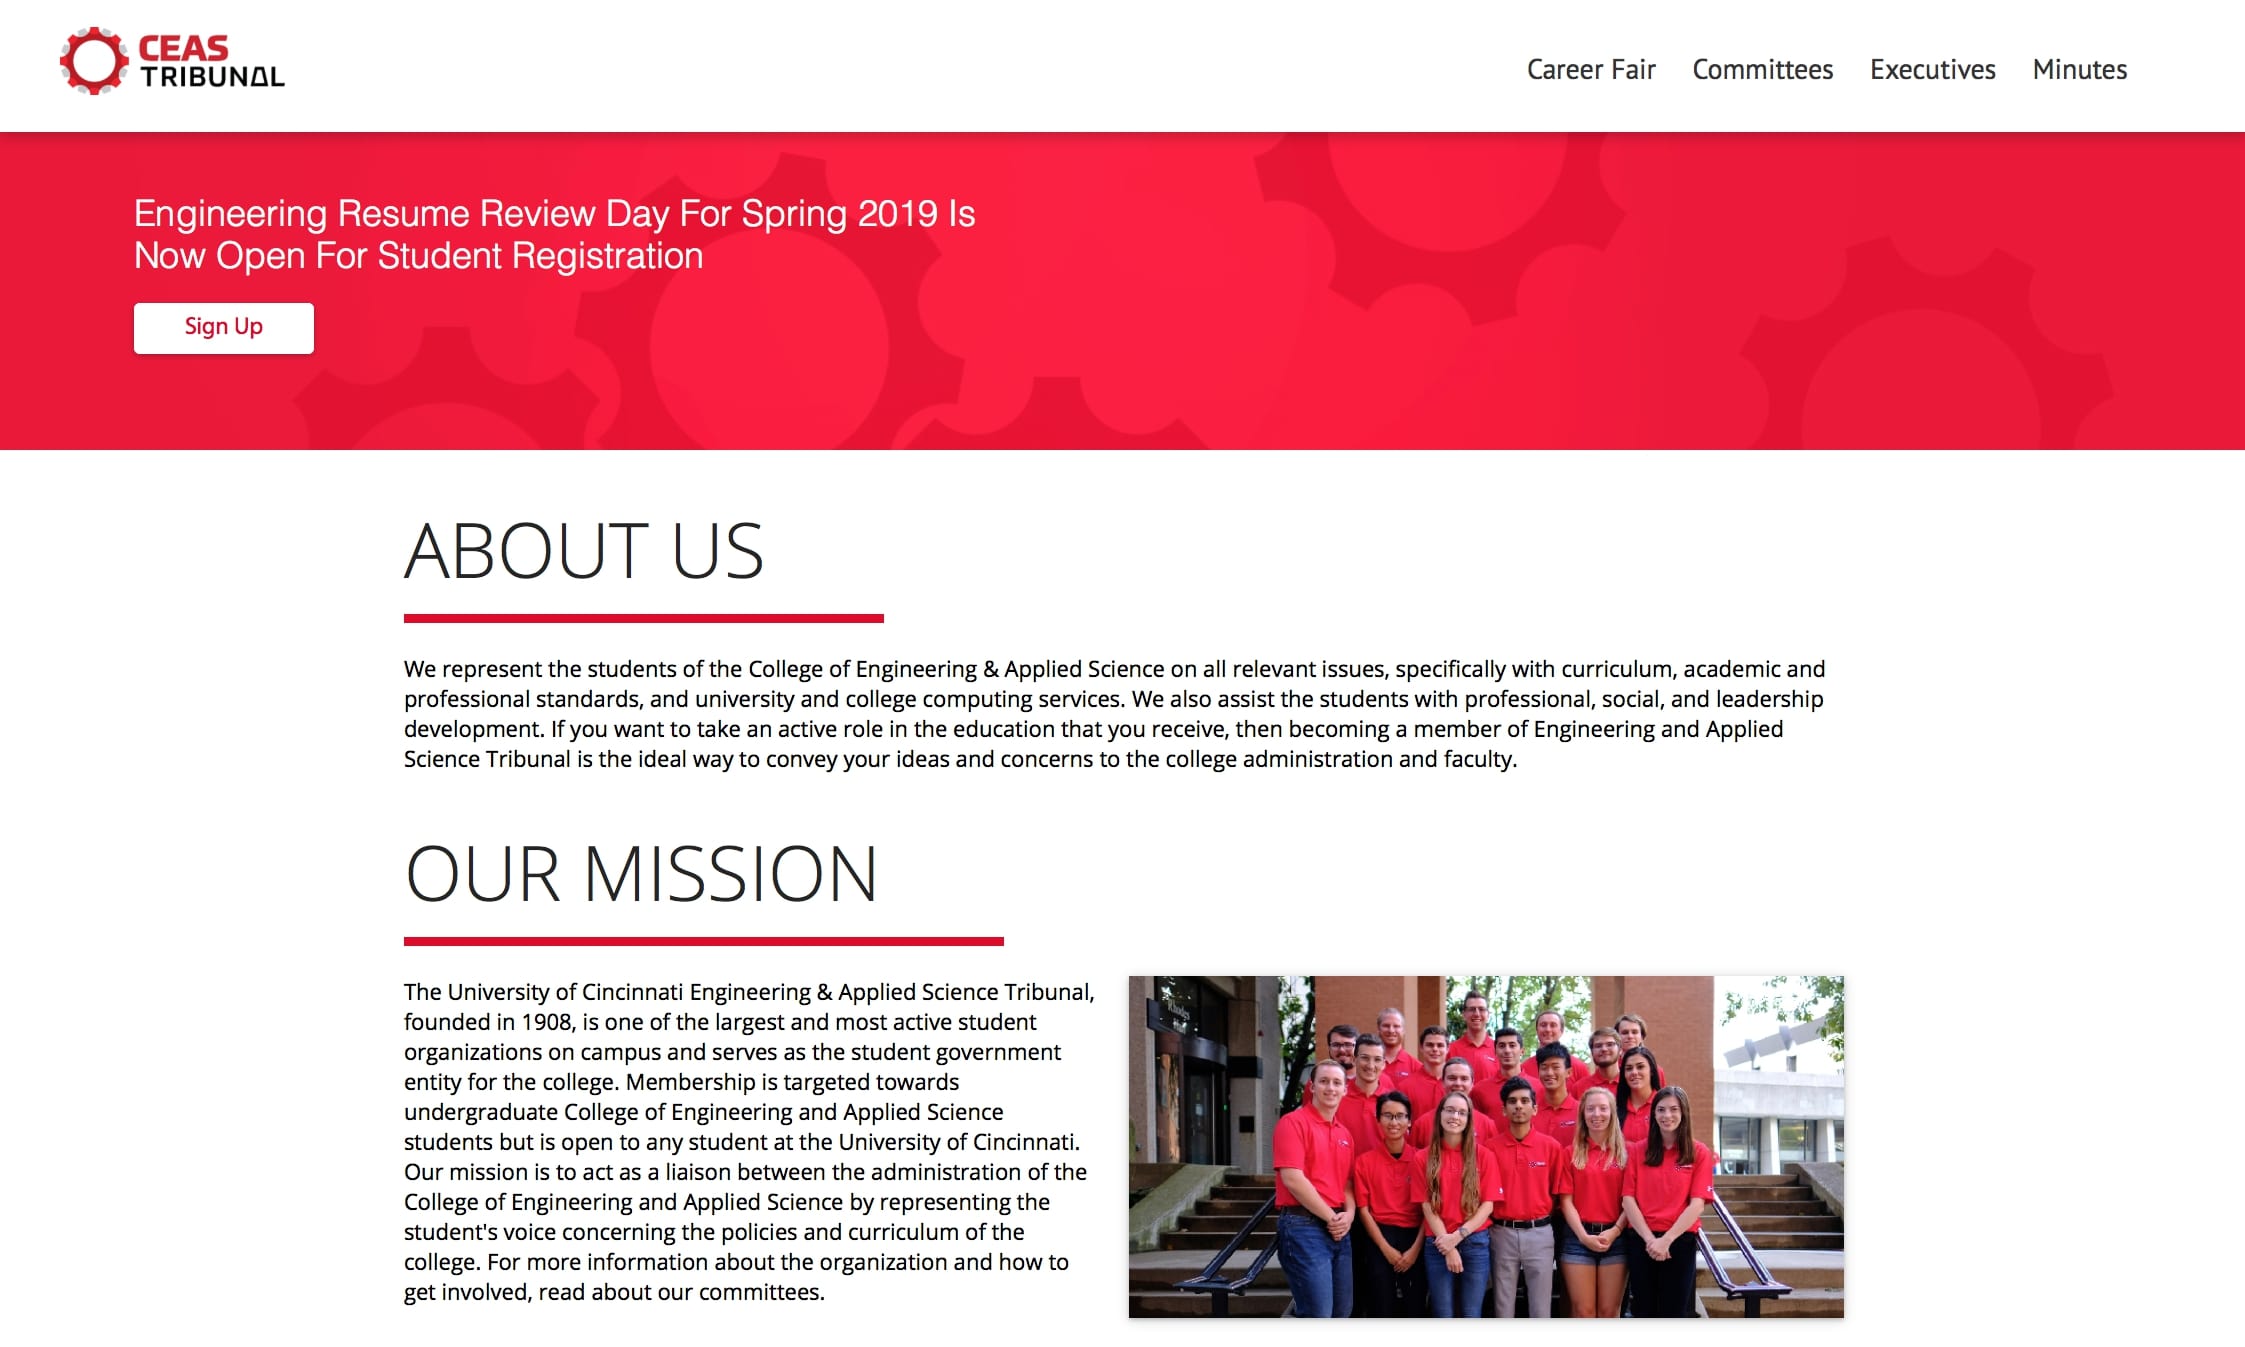 CEAS
TRIBUNAL
Career Fair
Committees
Executives
Minutes
Engineering Resume Review Day For Spring 2019 Is
Now Open For Student Registration
Sign Up
ABOUT US
We represent the students of the College of Engineering & Applied Science on all relevant issues, specifically with curriculum, academic and
professional standards, and university and college computing services. We also assist the students with professional, social, and leadership
development. If you want to take an active role in the education that you receive, then becoming a member of Engineering and Applied
Science Tribunal is the ideal way to convey your ideas and concerns to the college administration and faculty.
OUR MISSION
The University of Cincinnati Engineering & Applied Science Tribunal,
founded in 1908, is one of the largest and most active student
organizations on campus and serves as the student government
entity for the college. Membership is targeted towards
undergraduate College of Engineering and Applied Science
students but is open to any student at the University of Cincinnati.
Our mission is to act as a liaison between the administration of the
College of Engineering and Applied Science by representing the
student's voice concerning the policies and curriculum of the
college. For more information about the organization and how to
get involved, read about our committees.
Rhodes